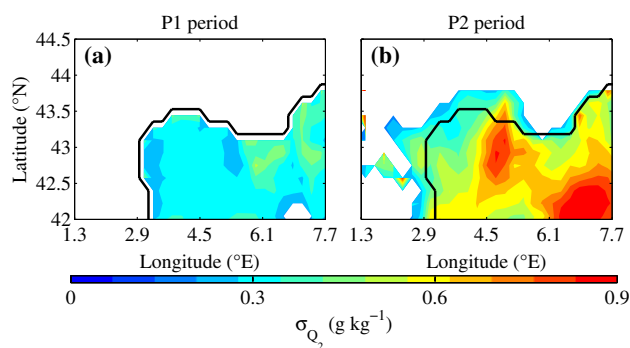 P1 period P2 period
(a) (b)
44.5
44
43.5
43
42.5
42
Latitude (°N)
1.3 2.9 4.5 6.1 7.7 1.3 2.9 4.5 6.1 7.7
Longitude (°E) Longitude (°E)
0 0.3 0.6 0.9
σQ2 (g kg−1)